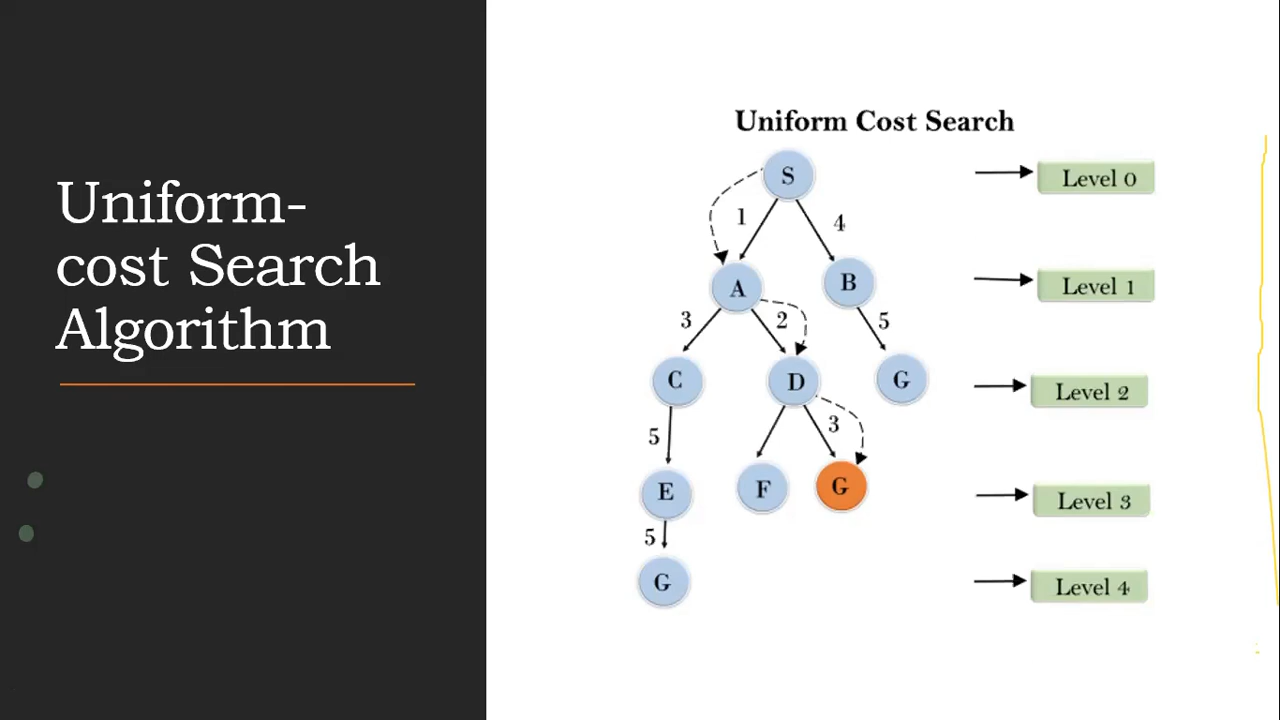 Uniform-
cost Search
Algorithm
Uniform Cost Search
S
Level 0
1
4
A
B
Level 1
3
2
5
C
D
G
Level 2
5
3
E
F
G
Level 3
5
G
Level 4